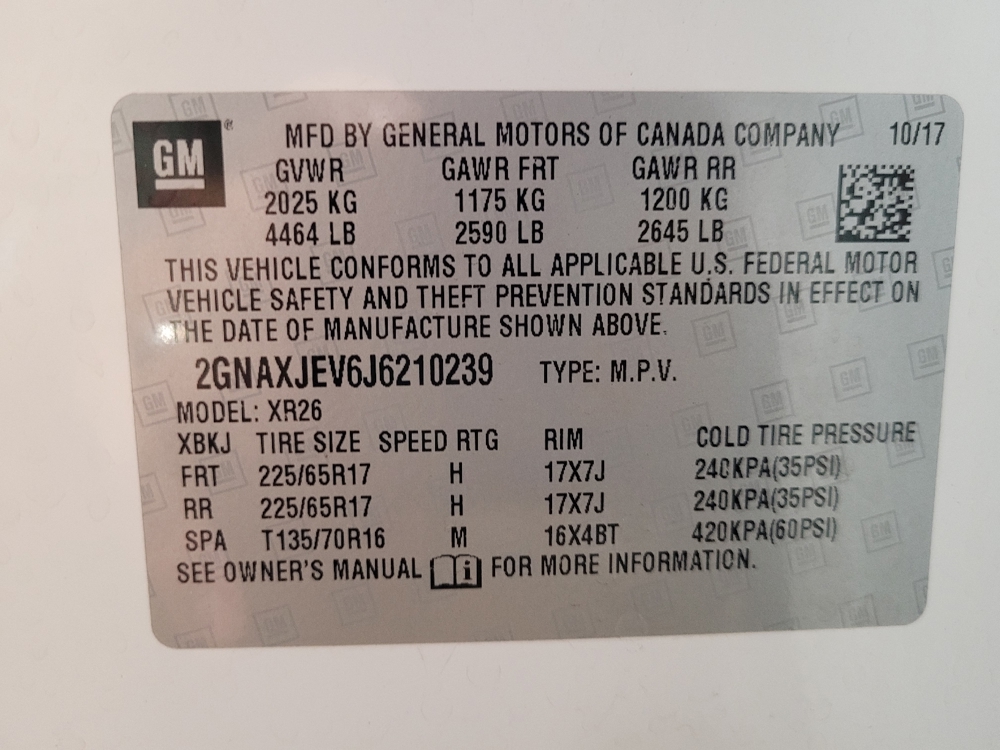 GM ® MFD BY GENERAL MOTORS OF CANADA COMPANY 10/17
GVWR GAWR FRT GAWR RR
2025 KG 1175 KG 1200 KG
4464 LB 2590 LB 2645 LB
THIS VEHICLE CONFORMS TO ALL APPLICABLE U.S. FEDERAL MOTOR
VEHICLE SAFETY AND THEFT PREVENTION STANDARDS IN EFFECT ON
THE DATE OF MANUFACTURE SHOWN ABOVE.
2GNAXJEV6J6210239 TYPE: M.P.V.
MODEL: XR26
XBKJ TIRE SIZE SPEED RTG RIM COLD TIRE PRESSURE
FRT 225/65R17 H 17X7J 240KPA(35PSI)
RR 225/65R17 H 17X7J 240KPA(35PSI)
SPA T135/70R16 M 16X4BT 420KPA(60PSI)
SEE OWNER'S MANUAL i FOR MORE INFORMATION.